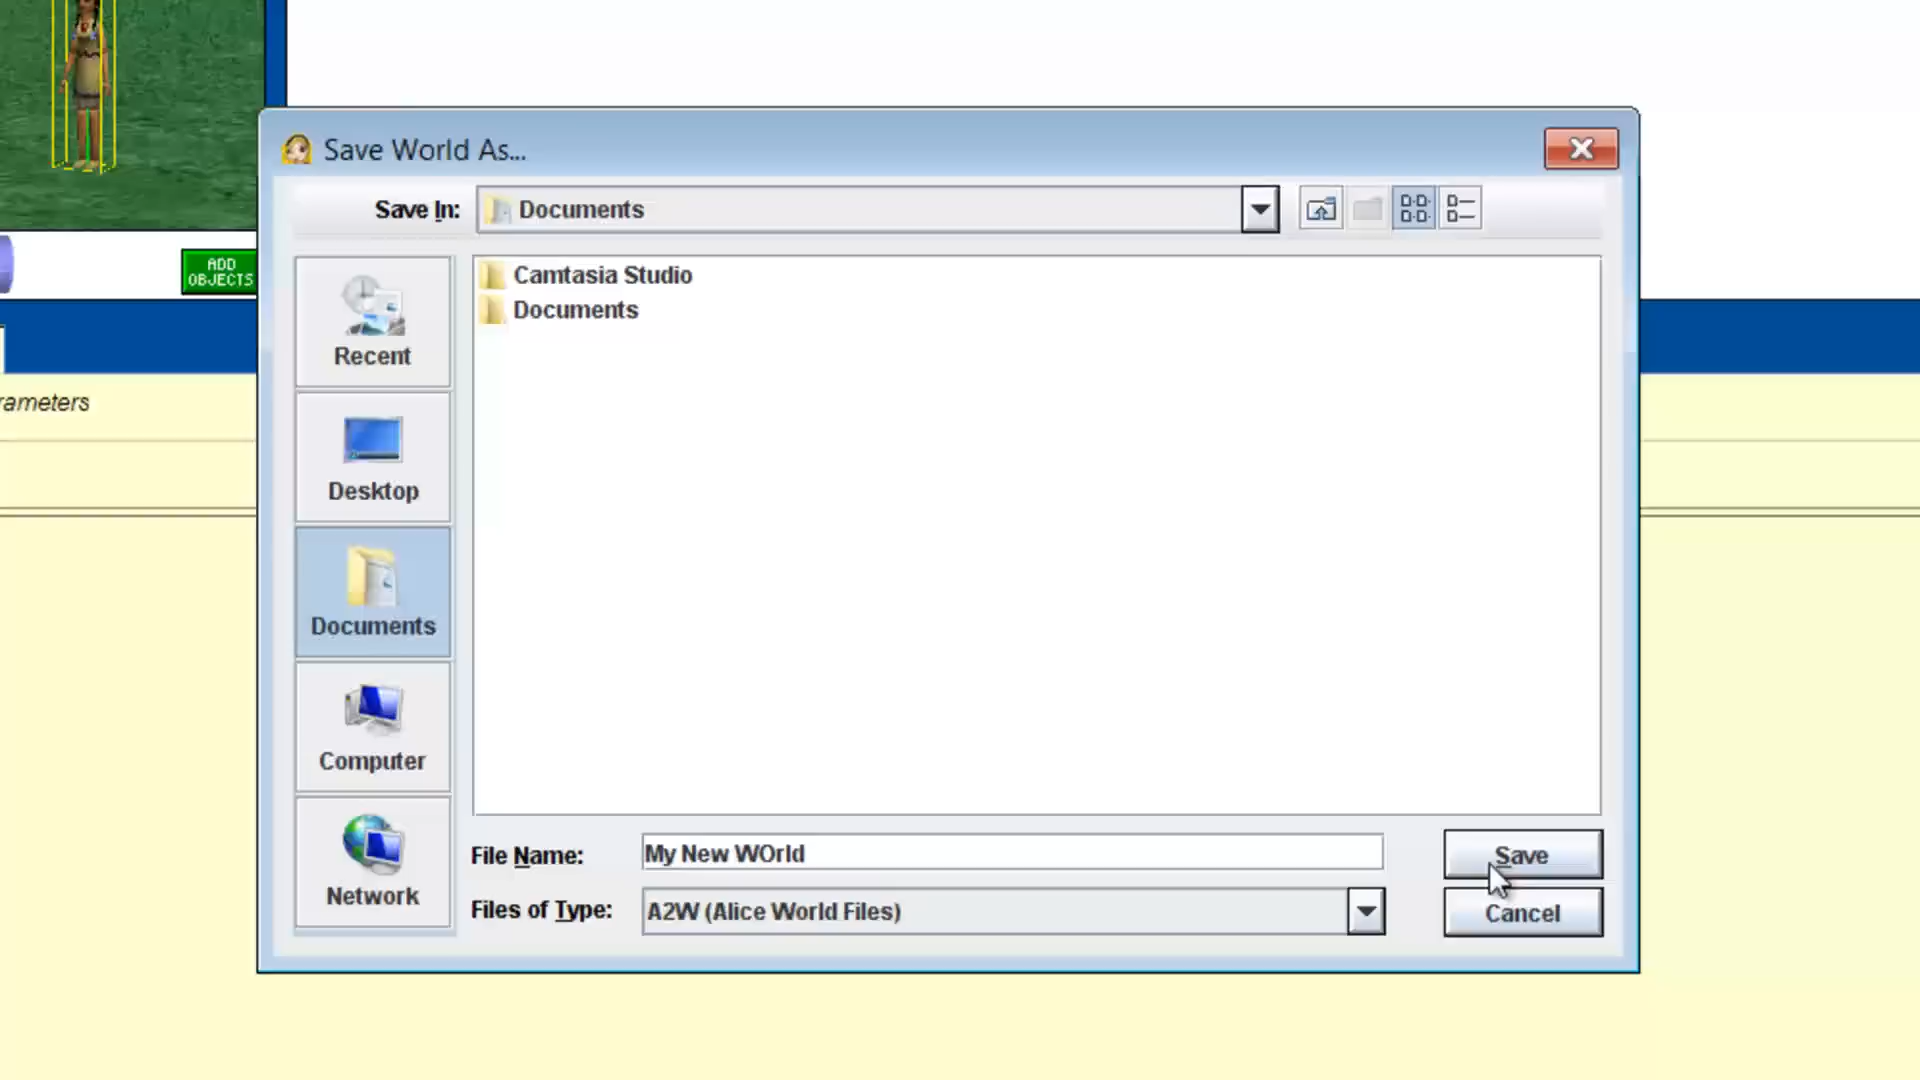 Save World As...
Save In:
Documents
Camtasia Studio
Documents
ADD
OBJECTS
Recent
rameters
Desktop
Documents
Computer
Network
File Name:
My New WOrld
Save
Files of Type:
A2W (Alice World Files)
Cancel